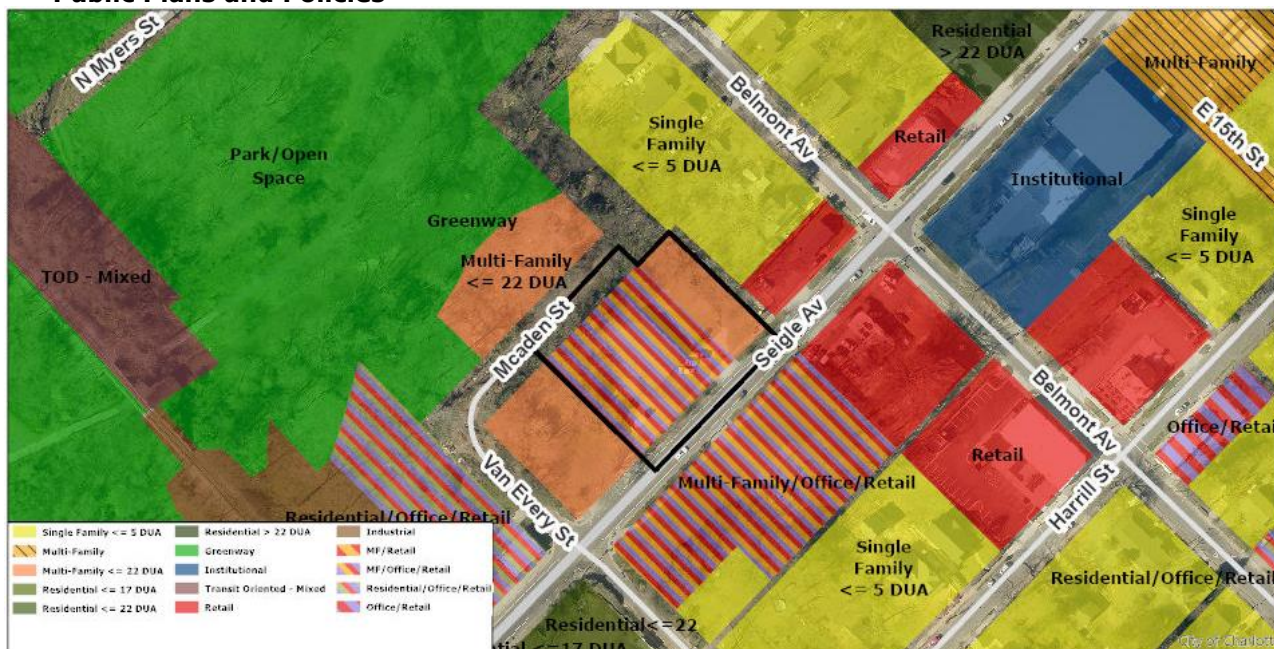 Public Plans and Policies
N Myers St
Park/Open
Space
TOD - Mixed
Greenway
Multi-Family
<= 22 DUA
Mcaden St
Single
Family
<= 5 DUA
Belmont Av
Retail
Residential
> 22 DUA
Multi-Family
E 15th St
Institutional
Single
Family
<= 5 DUA
Seigle Av
Belmont Av
Office/Retail
Retail
Harrill St
Multi-Family/Office/Retail
Van Every St
Residential/Office/Retail
Single
Family
<= 5 DUA
Residential/Office/Retail
Residential<=22
ential <=17 DUA
City of Charlott
Single Family <= 5 DUA
Multi-Family
Multi-Family <= 22 DUA
Residential <= 17 DUA
Residential <= 22 DUA
Residential > 22 DUA
Greenway
Institutional
Transit Oriented - Mixed
Retail
Industrial
MF/Retail
MF/Office/Retail
Residential/Office/Retail
Office/Retail